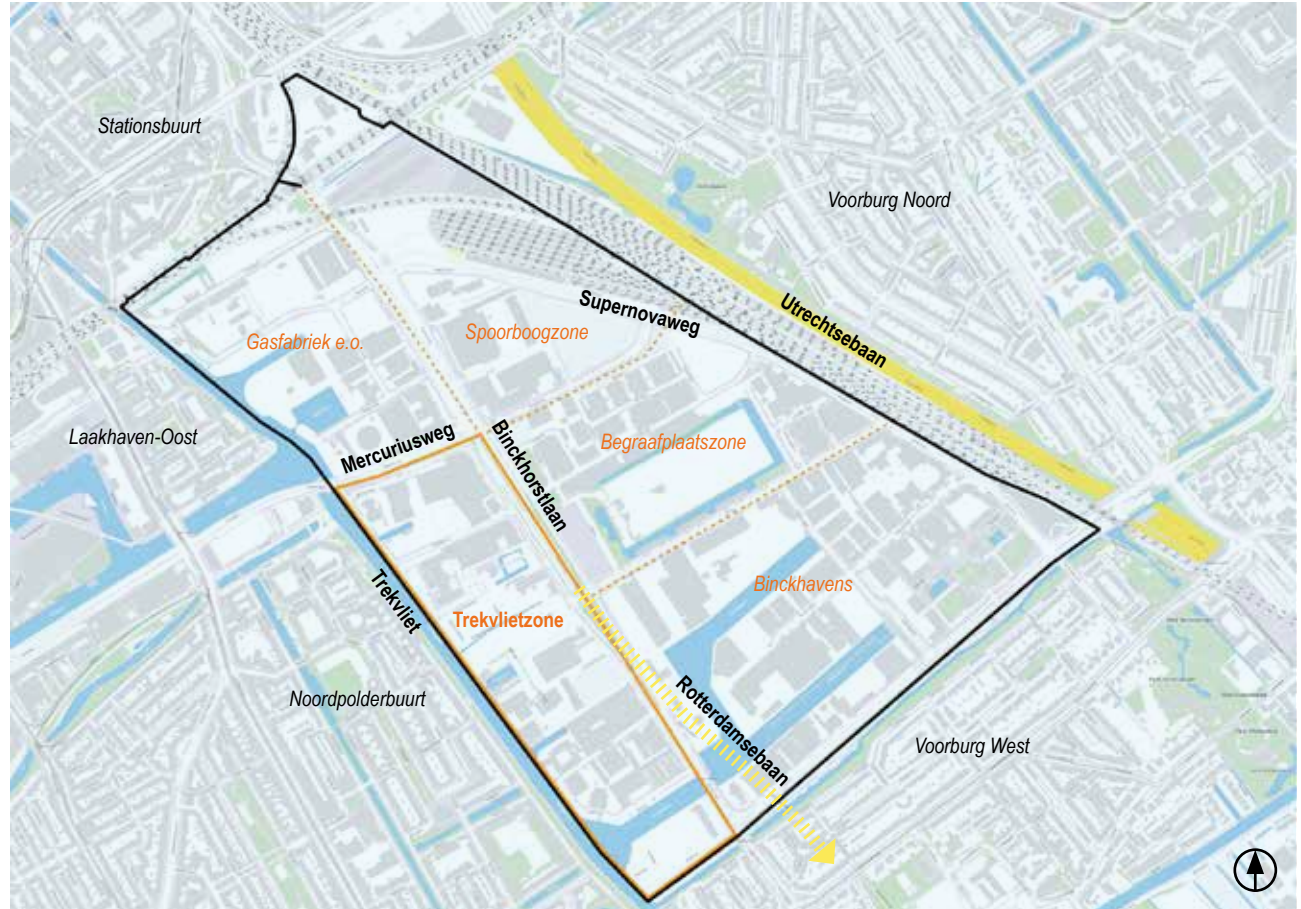 Stationsbuurt
Voorburg Noord
Supernovaweg
Utrechtsebaan
Gasfabriek e.o.
Spoorboogzone
Laakhaven-Oost
Mercuriusweg
Binckhorstlaan
Begraafplaatszone
Trekvliet
Trekvlietzone
Binckhavens
Noordpolderbuurt
Rotterdamsebaan
Voorburg West